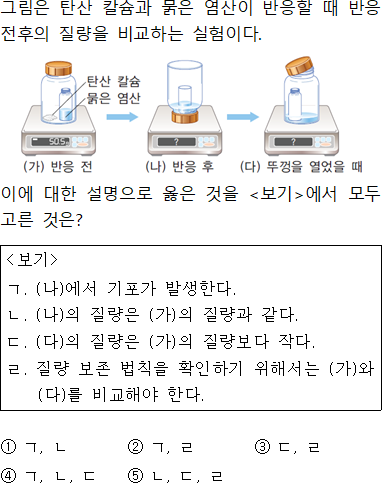 그림은 탄산 칼슘과 묽은 염산이 반응할 때 반응
전후의 질량을 비교하는 실험이다.
탄산 칼슘
묽은 염산
50.5
?
?
(가) 반응 전
(나) 반응 후
(다) 뚜껑을 열었을 때
이에 대한 설명으로 옳은 것을 <보기>에서 모두
고른 것은?
<보기>
ㄱ. (나)에서 기포가 발생한다.
ㄴ. (나)의 질량은 (가)의 질량과 같다.
ㄷ. (다)의 질량은 (가)의 질량보다 작다.
ㄹ. 질량 보존 법칙을 확인하기 위해서는 (가)와
(다)를 비교해야 한다.
① ㄱ, ㄴ ② ㄱ, ㄹ ③ ㄷ, ㄹ
④ ㄱ, ㄴ, ㄷ ⑤ ㄴ, ㄷ, ㄹ